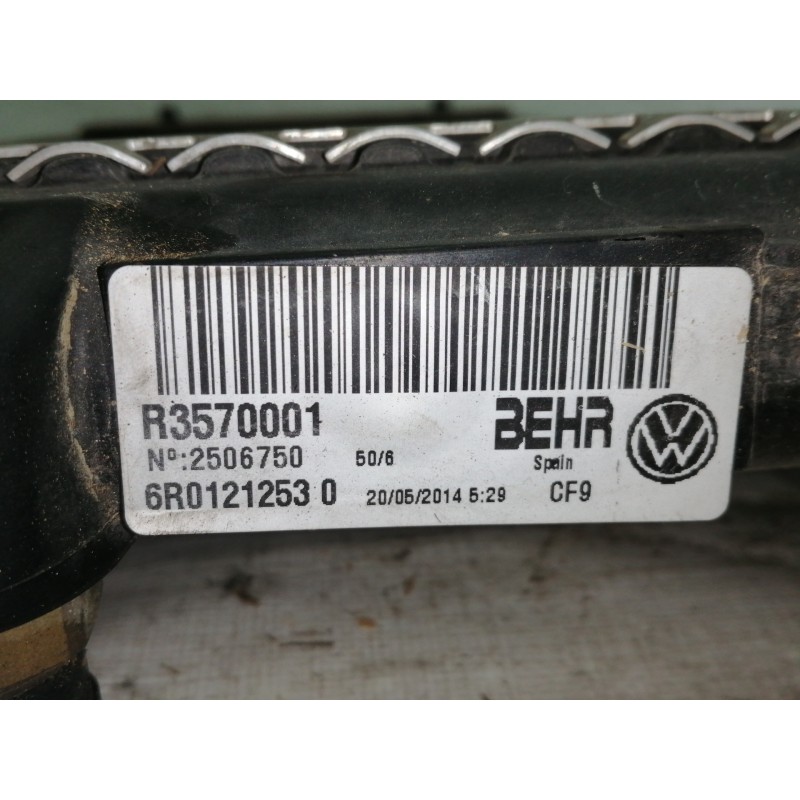 R3570001
BEHR
Nº:2506750 50/6
Spain
6R0121253 0 20/05/2014 5:29 CF9